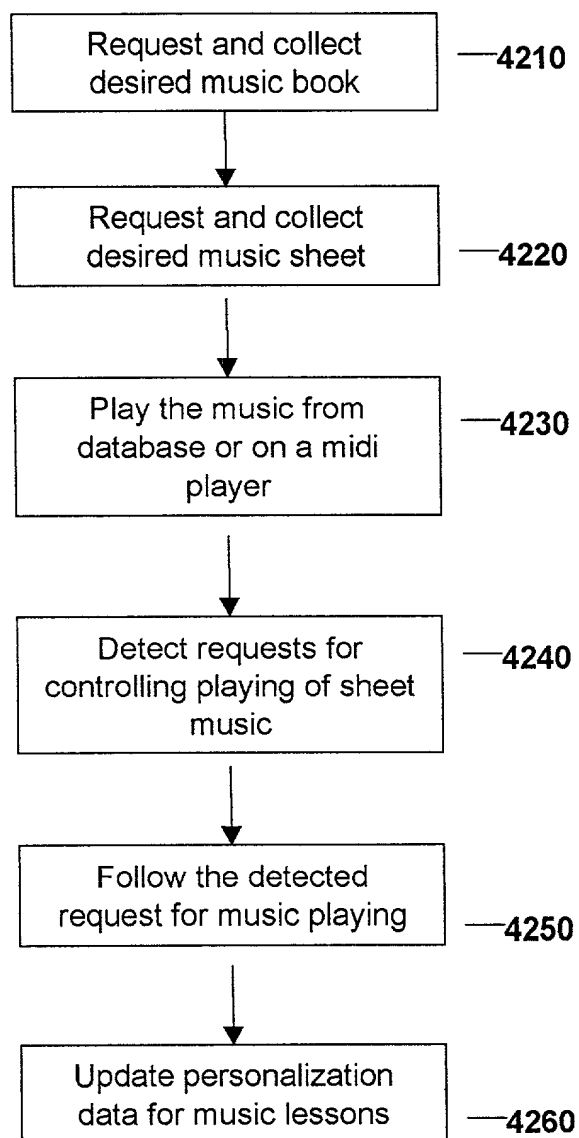 Request and collect
desired music book
4210
Request and collect
desired music sheet
4220
Play the music from
database or on a midi
player
4230
Detect requests for
controlling playing of sheet
music
4240
Follow the detected
request for music playing
4250
Update personalization
data for music lessons
4260